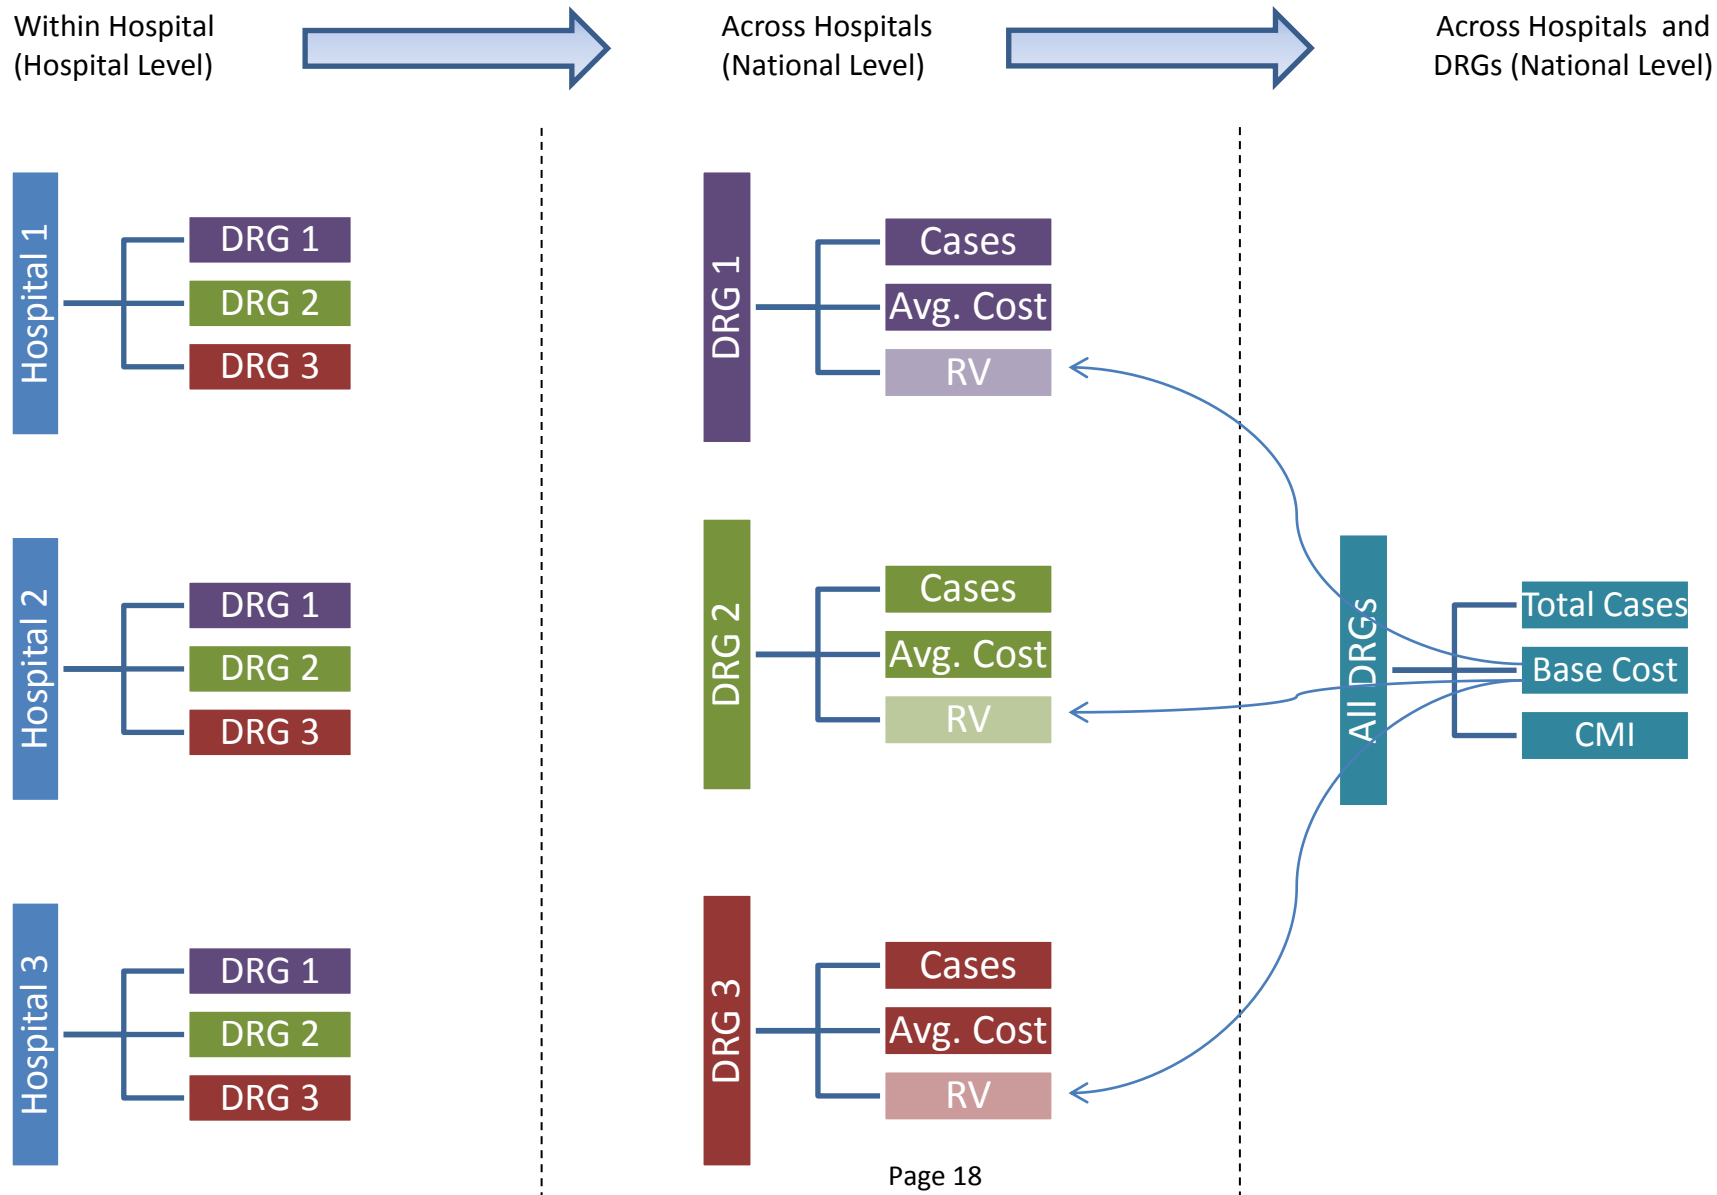 Within Hospital
(Hospital Level)
Across Hospitals
(National Level)
Across Hospitals  and
DRGs (National Level)
Hospital 1
DRG 1
DRG 2
DRG 3
Hospital 2
DRG 1
DRG 2
DRG 3
Hospital 3
DRG 1
DRG 2
DRG 3
DRG 1
Cases
Avg. Cost
RV
DRG 2
Cases
Avg. Cost
RV
DRG 3
Cases
Avg. Cost
RV
All DRGs
Total Cases
Base Cost
CMI
Page 18